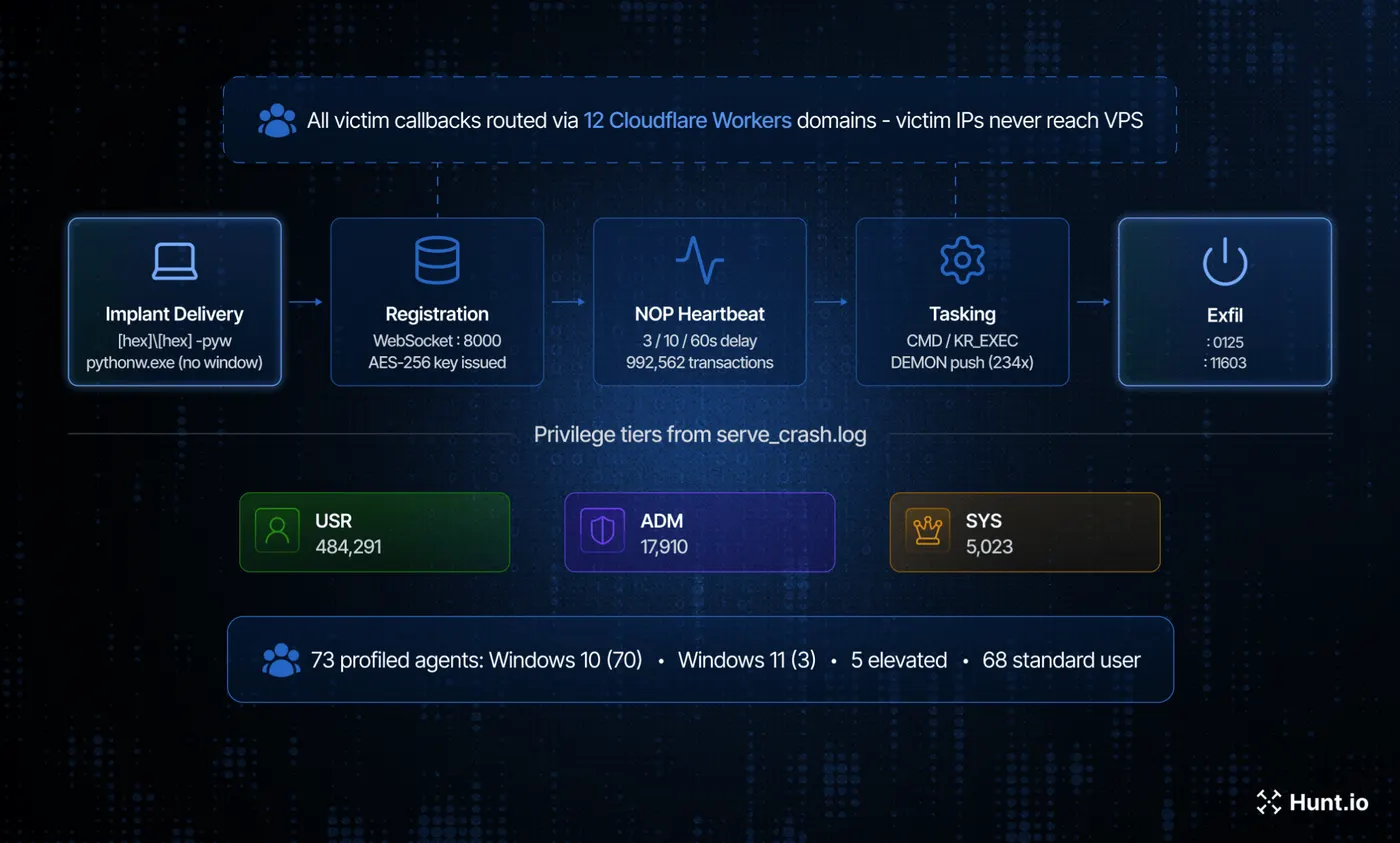 All victim callbacks routed via 12 Cloudflare Workers domains - victim IPs never reach VPS
Implant Delivery
[hex]\[hex] -pyw
pythonw.exe (no window)
Registration
WebSocket : 8000
AES-256 key issued
NOP Heartbeat
3 / 10 / 60s delay
992,562 transactions
Tasking
CMD / KR_EXEC
DEMON push (234x)
Exfil
: 0125
: 11603
Privilege tiers from serve_crash.log
USR
484,291
ADM
17,910
SYS
5,023
73 profiled agents: Windows 10 (70) • Windows 11 (3) • 5 elevated • 68 standard user
Hunt.io